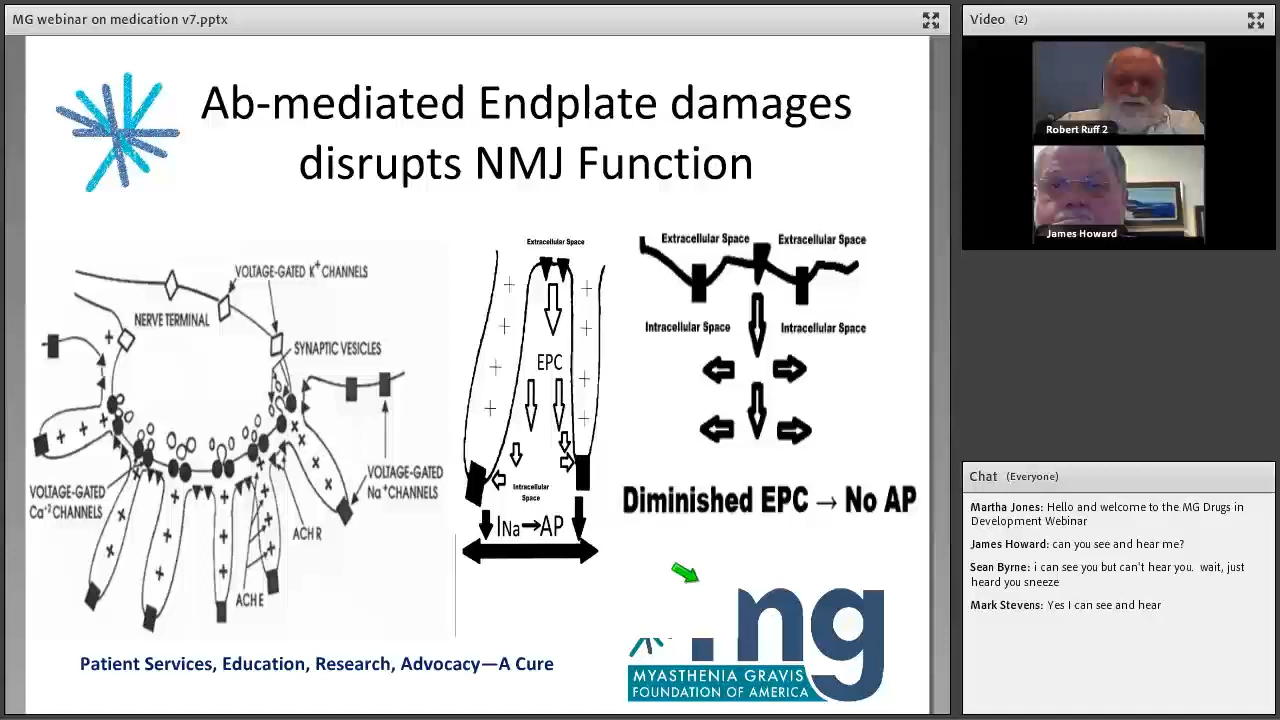 MG webinar on medication v7.pptx
Ab-mediated Endplate damages
disrupts NMJ Function
VOLTAGE-GATED K+ CHANNELS
NERVE TERMINAL
SYNAPTIC VESICLES
VOLTAGE-GATED
Ca+2 CHANNELS
VOLTAGE-GATED
Na+CHANNELS
ACH R
ACH E
Extracellular Space
EPC
Intracellular
Space
INa→AP
Extracellular Space
Extracellular Space
Intracellular Space
Intracellular Space
Diminished EPC → No AP
Patient Services, Education, Research, Advocacy—A Cure
mg
MYASTHENIA GRAVIS
FOUNDATION OF AMERICA
Video (2)
Robert Ruff 2
James Howard
Chat (Everyone)
Martha Jones: Hello and welcome to the MG Drugs in
Development Webinar
James Howard: can you see and hear me?
Sean Byrne: i can see you but can't hear you. wait, just
heard you sneeze
Mark Stevens: Yes I can see and hear